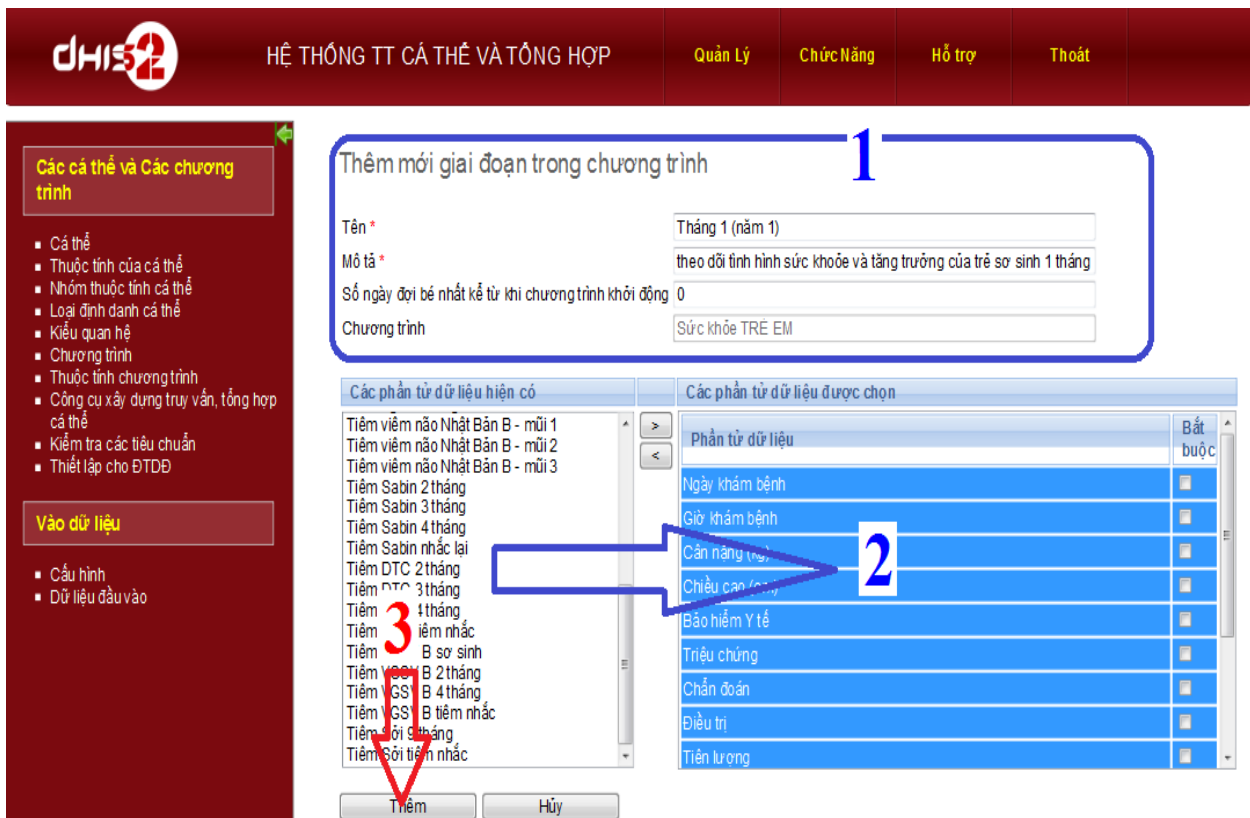 dHIS2
HỆ THỐNG TT CÁ THỂ VÀ TỔNG HỢP
Quản Lý
Chức Năng
Hỗ trợ
Thoát
Các cá thể và Các chương
trình
Cá thể
Thuộc tính của cá thể
Nhóm thuộc tính cá thể
Loại định danh cá thể
Kiểu quan hệ
Chương trình
Thuộc tính chương trình
Công cụ xây dựng truy vấn, tổng hợp
cá thể
Kiểm tra các tiêu chuẩn
Thiết lập cho ĐTDĐ
Vào dữ liệu
Cấu hình
Dữ liệu đầu vào
1
Thêm mới giai đoạn trong chương trình
Tên * Tháng 1 (năm 1)
Mô tả * theo dõi tình hình sức khoẻ và tăng trưởng của trẻ sơ sinh 1 tháng
Số ngày đợi bé nhất kể từ khi chương trình khởi động 0
Chương trình Sức khỏe TRẺ EM
Các phần tử dữ liệu hiện có
Tiêm viêm não Nhật Bản B - mũi 1
Tiêm viêm não Nhật Bản B - mũi 2
Tiêm viêm não Nhật Bản B - mũi 3
Tiêm Sabin 2 tháng
Tiêm Sabin 3 tháng
Tiêm Sabin 4 tháng
Tiêm Sabin nhắc lại
Tiêm DTC 2 tháng
Tiêm DTC 3 tháng
Tiêm tháng
Tiêm tiêm nhắc
Tiêm B sơ sinh
Tiêm VGSV B 2 tháng
Tiêm VGSV B 4 tháng
Tiêm VGSV B tiêm nhắc
Tiêm Sởi 9 tháng
Tiêm Sởi tiêm nhắc
3
>
<
Các phần tử dữ liệu được chọn
Phần tử dữ liệu
Bắt
buộc
Ngày khám bệnh
Giờ khám bệnh
Cân nặng (kg)
Chiều cao
Bảo hiểm Y tế
Triệu chứng
Chẩn đoán
Điều trị
Tiên lượng
2
Thêm
Hủy